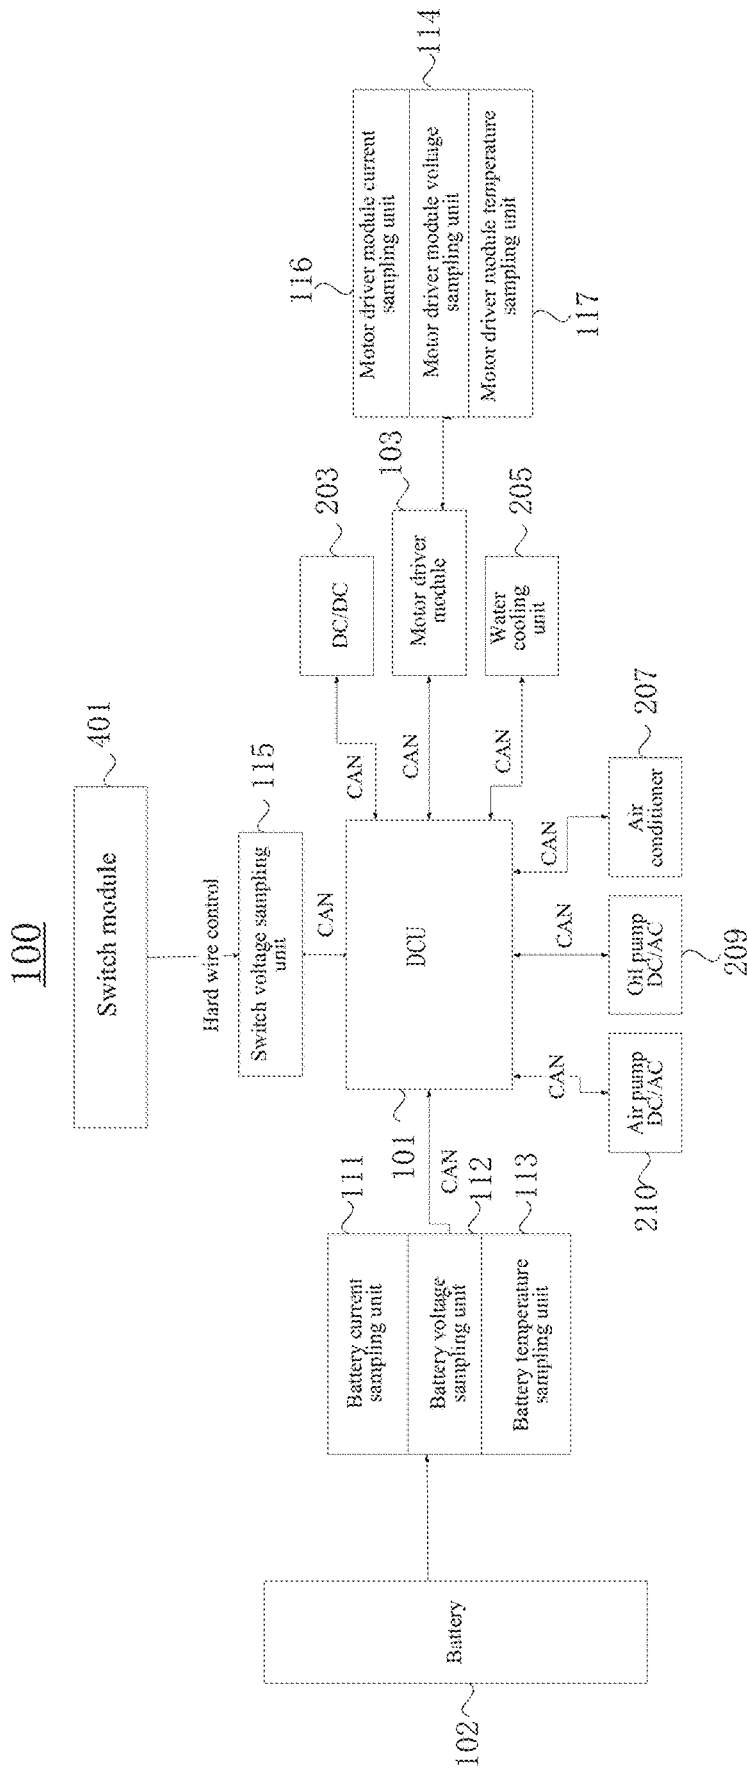 100
Switch module
401
Hard wire control
Switch voltage sampling
unit
115
CAN
DCU
101
Battery
102
Battery current
sampling unit
111
Battery voltage
sampling unit
112
Battery temperature
sampling unit
113
CAN
CAN
DC/DC
203
CAN
Motor driver
module
103
CAN
Water
cooling
unit
205
Motor driver module current
sampling unit
116
Motor driver module voltage
sampling unit
114
Motor driver module temperature
sampling unit
117
CAN
Air pump
DC/AC
210
CAN
Oil pump
DC/AC
209
CAN
Air
conditioner
207